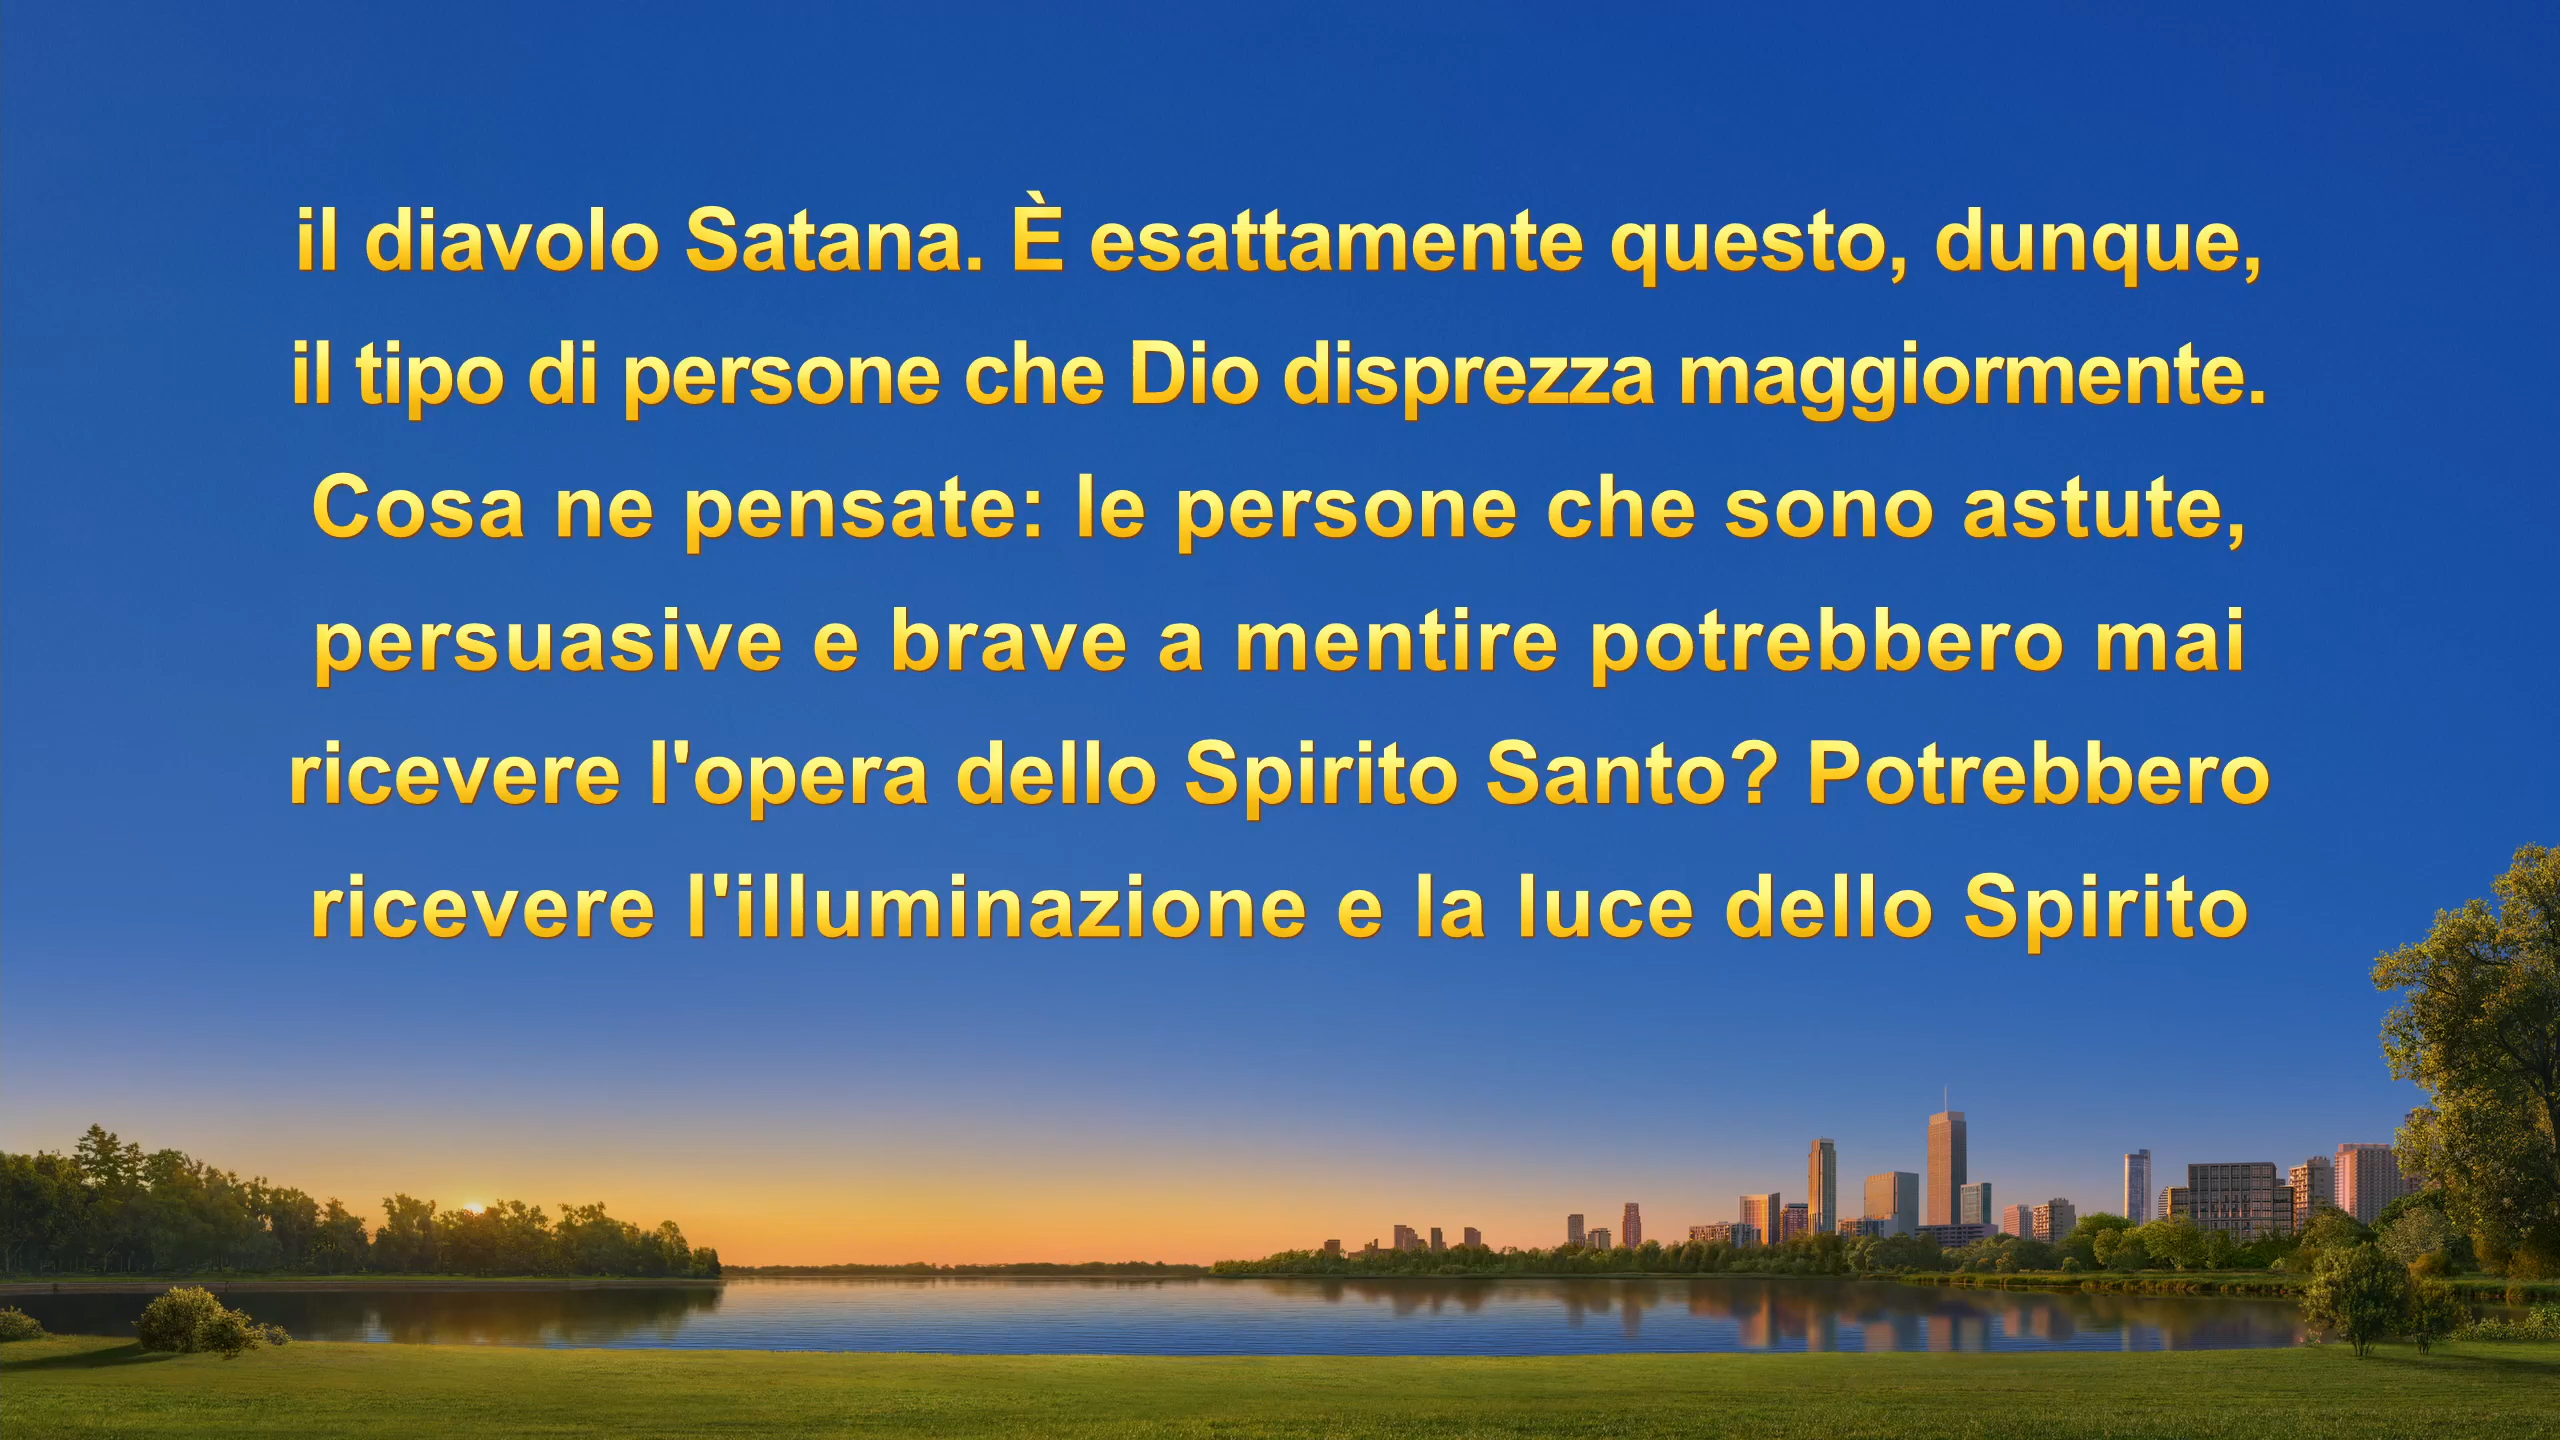 il diavolo Satana. È esattamente questo, dunque,
il tipo di persone che Dio disprezza maggiormente.
Cosa ne pensate: le persone che sono astute,
persuasive e brave a mentire potrebbero mai
ricevere l'opera dello Spirito Santo? Potrebbero
ricevere l'illuminazione e la luce dello Spirito